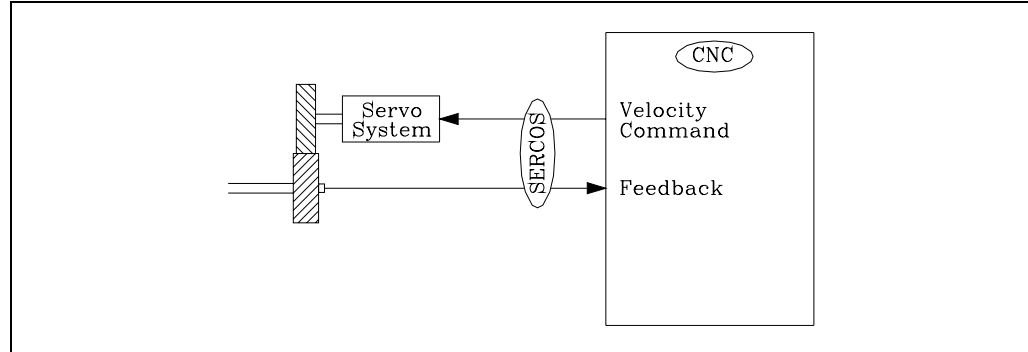 CNC
Servo
System
Velocity
Command
SERCOS
Feedback